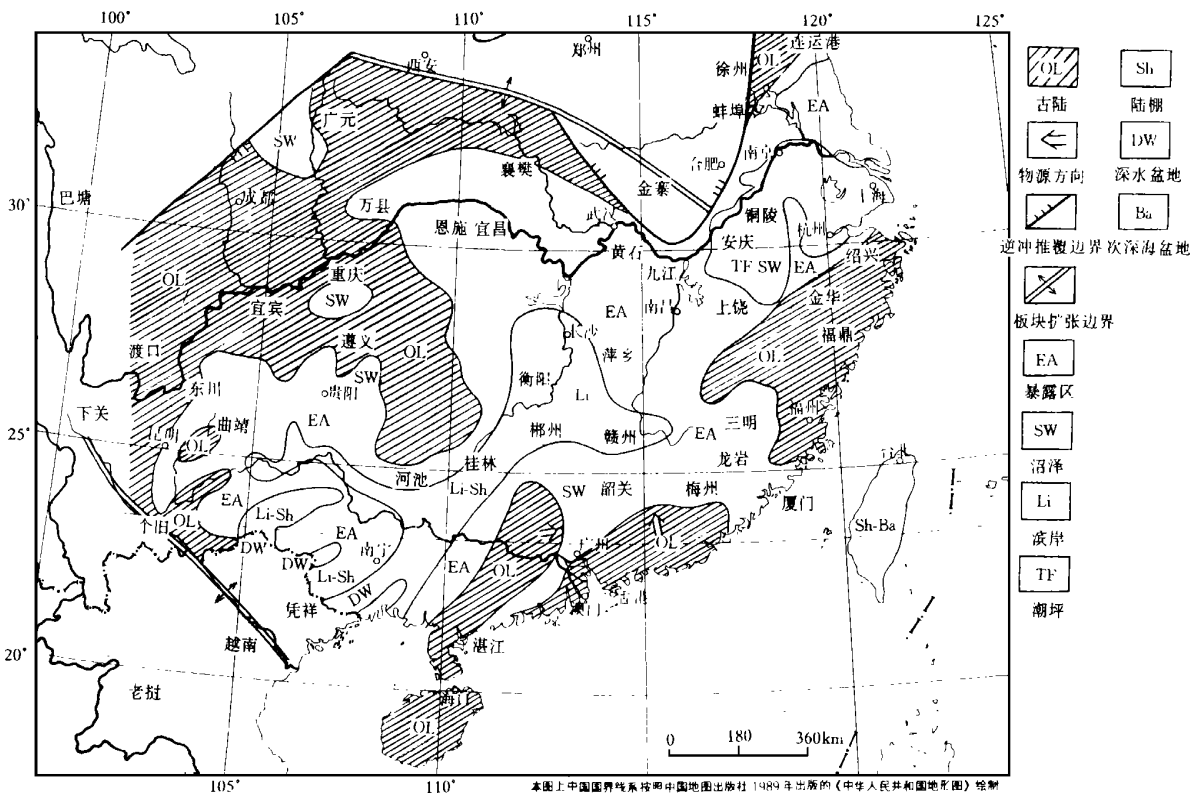 100°
105°
110°
115°
120°
125°
30°
25°
20°
105°
110°
西安
郑州
徐州
连运港
OL
蚌埠
EA
广元
SW
襄樊
合肥
南宁
金寨
成都
巴塘
万县
武汉
铜陵
上海
恩施 宜昌
黄石
安庆
杭州
绍兴
OL
重庆
九江
TF SW
EA
SW
宜宾
EA
南昌
上饶
金华
福鼎
渡口
遵义
OL
长沙
萍乡
OL
东川
SW
贵阳
衡阳
Li
下关
昆明
OL
曲靖
EA
郴州
赣州
EA
三明
福州
桂林
龙岩
河池
Li-Sh
SW
韶关
梅州
厦门
个旧
OL
EA
Li-Sh
EA
DW
DW
南宁
Li-Sh
DW
EA
OL
广州
OL
Sh-Ba
凭祥
澳门
越南
湛江
老挝
海口
OL
0 180 360km
OL
古陆
Sh
陆棚
物源方向
DW
深水盆地
逆冲推覆边界
Ba
次深海盆地
板块扩张边界
EA
暴露区
SW
沼泽
Li
滨岸
TF
潮坪
本图上中国国界线系按照中国地图出版社 1989 年出版的《中华人民共和国地形图》绘制